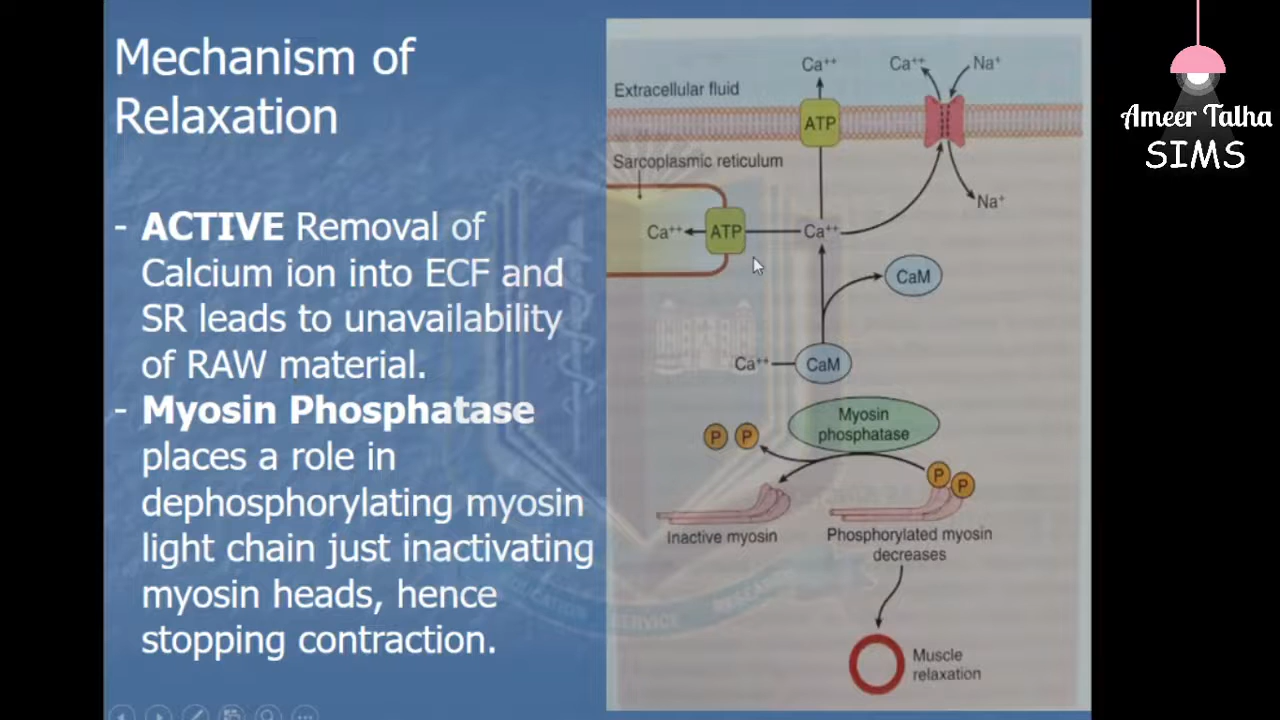 Mechanism of
Relaxation
- ACTIVE Removal of
Calcium ion into ECF and
SR leads to unavailability
of RAW material.
- Myosin Phosphatase
places a role in
dephosphorylating myosin
light chain just inactivating
myosin heads, hence
stopping contraction.
Ca⁺⁺
Ca⁺⁺
Na⁺
Extracellular fluid
ATP
Sarcoplasmic reticulum
Na⁺
Ca⁺⁺
ATP
Ca⁺⁺
CaM
Ca⁺⁺
CaM
Myosin
phosphatase
P
P
P
P
Inactive myosin
Phosphorylated myosin
decreases
Muscle
relaxation
Ameer Talha
SIMS
SERVICE